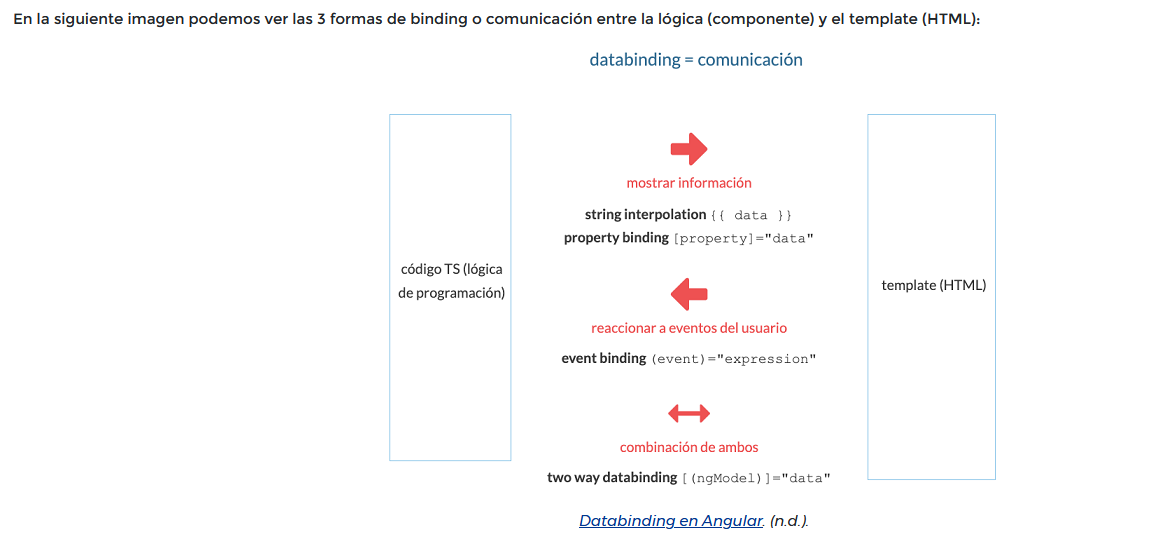 En la siguiente imagen podemos ver las 3 formas de binding o comunicación entre la lógica (componente) y el template (HTML):
databinding = comunicación
mostrar información
string interpolation {{ data }}
property binding [property]="data"
código TS (lógica
de programación)
template (HTML)
reaccionar a eventos del usuario
event binding (event)="expression"
combinación de ambos
two way databinding [(ngModel)]="data"
Databinding en Angular. (n.d.).